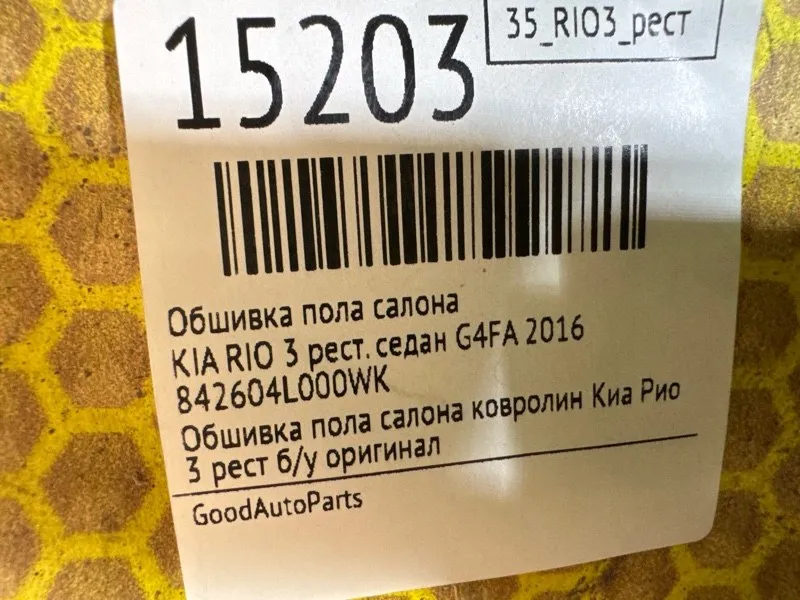 35_RIO3_рест
15203
Обшивка пола салона
KIA RIO 3 рест. седан G4FA 2016
842604L000WK
Обшивка пола салона ковролин Киа Рио
3 рест б/у оригинал
GoodAutoParts